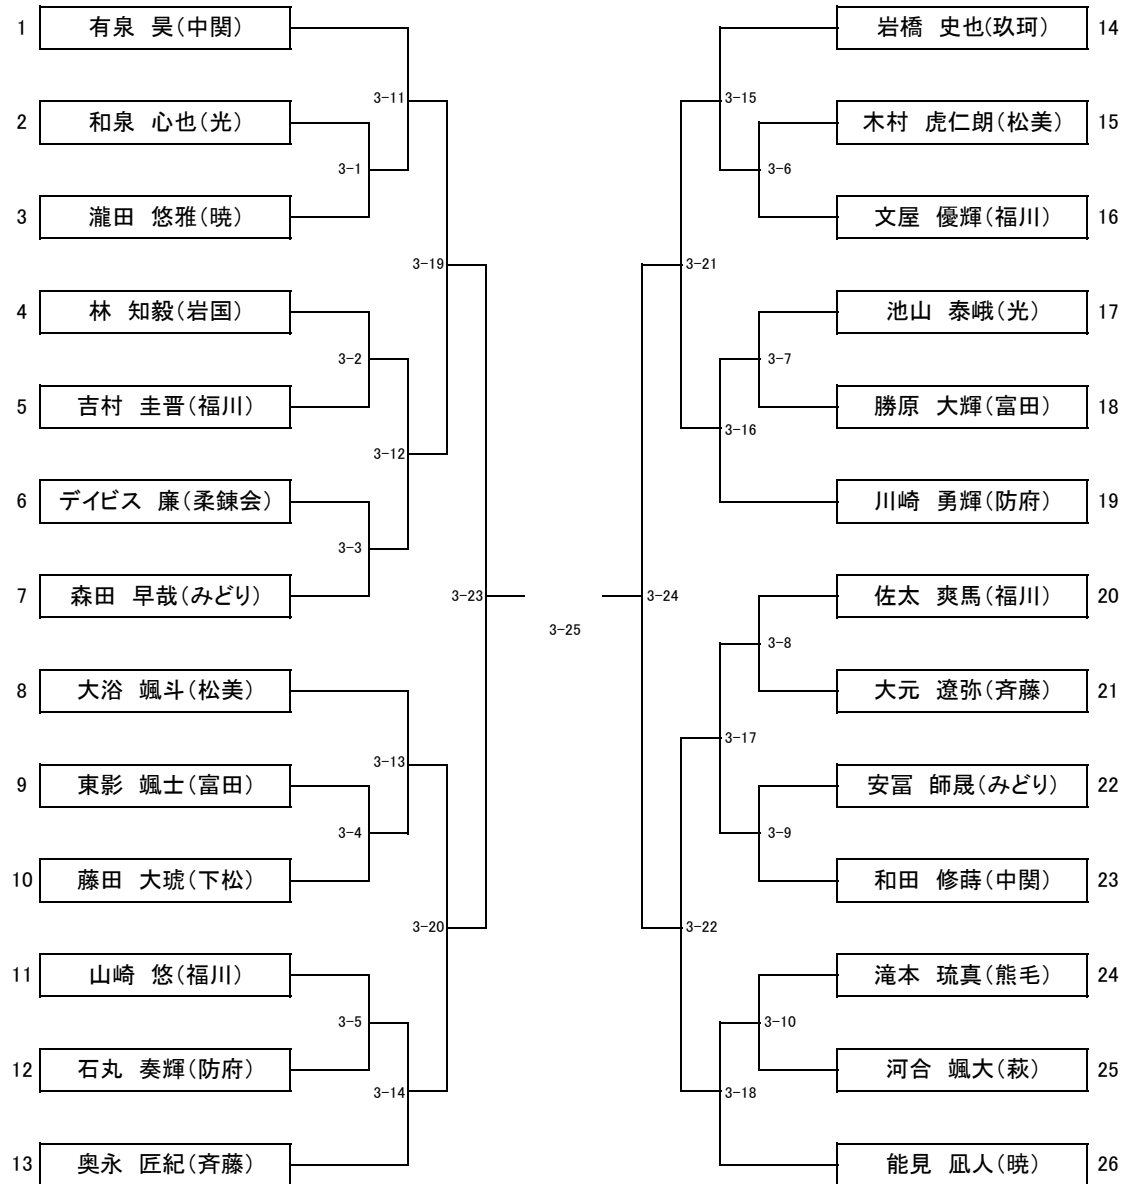 1 有泉 昊(中関)
3-11
2 和泉 心也(光)
3-1
3 瀧田 悠雅(暁)
3-19
4 林 知毅(岩国)
3-2
5 吉村 圭晋(福川)
3-12
6 デイビス 廉(柔錬会)
3-3
7 森田 早哉(みどり)
3-23
8 大浴 颯斗(松美)
3-13
9 東影 颯士(富田)
3-4
10 藤田 大琥(下松)
3-20
11 山崎 悠(福川)
3-5
12 石丸 奏輝(防府)
3-14
13 奥永 匠紀(斉藤)
3-25
岩橋 史也(玖珂) 14
3-15
木村 虎仁朗(松美) 15
3-6
文屋 優輝(福川) 16
3-21
池山 泰峨(光) 17
3-7
勝原 大輝(富田) 18
3-16
川崎 勇輝(防府) 19
3-24
佐太 爽馬(福川) 20
3-8
大元 遼弥(斉藤) 21
3-17
安冨 師晟(みどり) 22
3-9
和田 修蒔(中関) 23
3-22
滝本 琉真(熊毛) 24
3-10
河合 颯大(萩) 25
3-18
能見 凪人(暁) 26